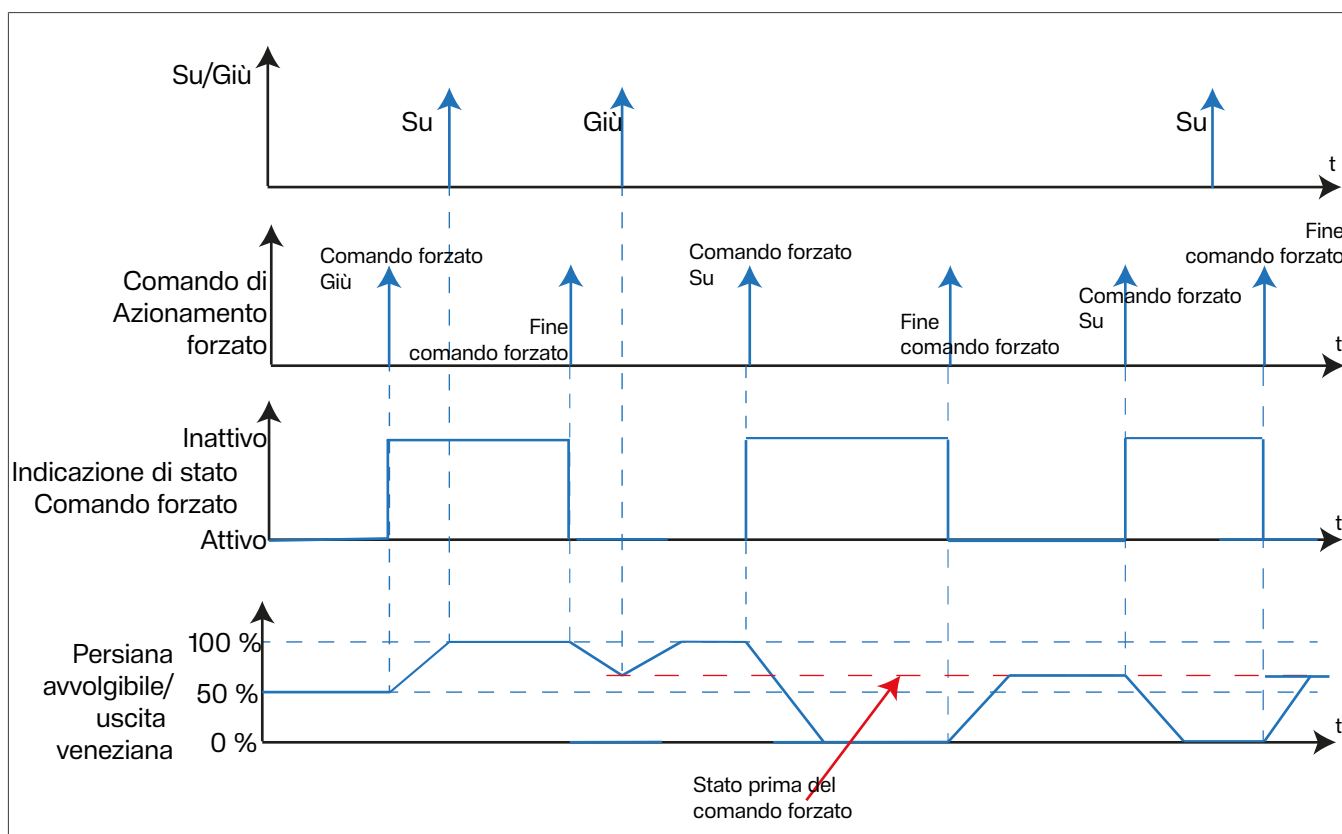 Su/Giù
Su
Giù
Su
t
Comando di
Azionamento
forzato
Comando forzato
Giù
Fine
comando forzato
Comando forzato
Su
Fine
comando forzato
Comando forzato
Su
Fine
comando forzato
t
Inattivo
Indicazione di stato
Comando forzato
Attivo
t
Persiana
avvolgibile/
uscita
veneziana
100 %
50 %
0 %
t
Stato prima del
comando forzato